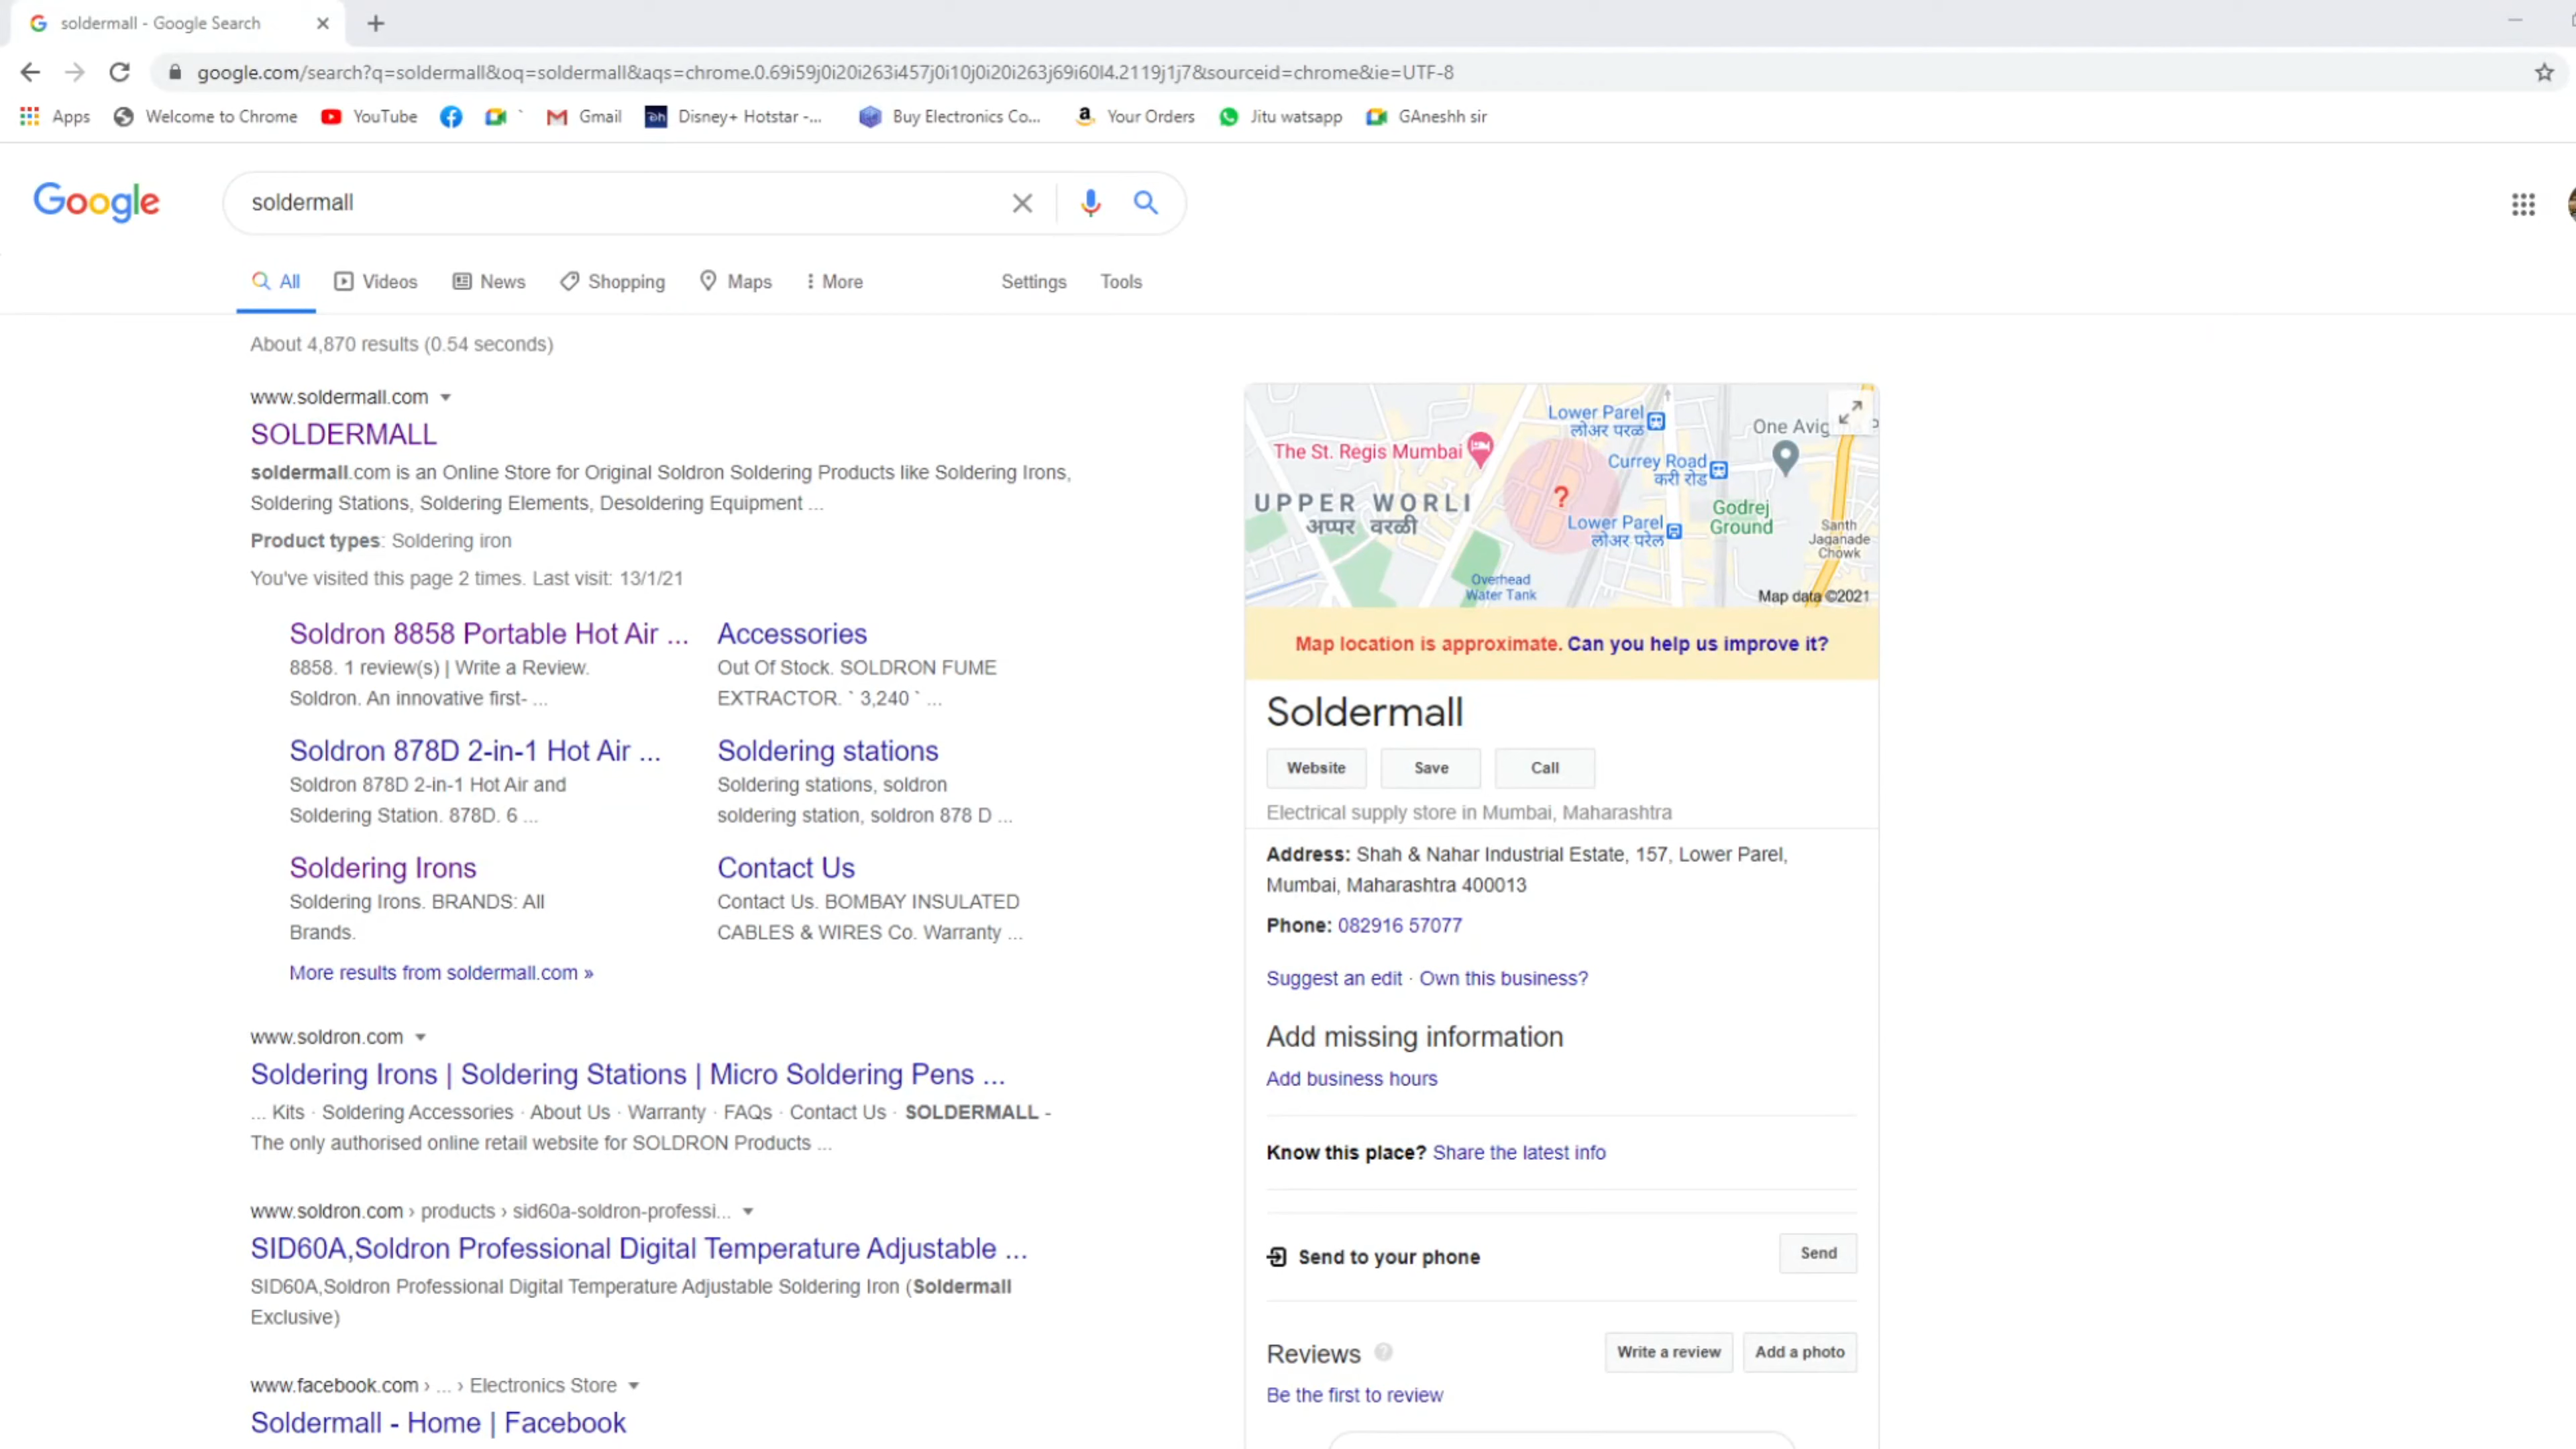 soldermall - Google Search
google.com/search?q=soldermall&oq=soldermall&aqs=chrome.0.69i59j0i20i263i457j0i10j0i20i263j69i60l4.2119j1j7&sourceid=chrome&ie=UTF-8
Apps Welcome to Chrome YouTube Gmail Disney+ Hotstar -... Buy Electronics Co... Your Orders Jitu watsapp GAneshh sir
Google soldermall
All Videos News Shopping Maps More Settings Tools
About 4,870 results (0.54 seconds)
www.soldermall.com
SOLDERMALL
soldermall.com is an Online Store for Original Soldron Soldering Products like Soldering Irons,
Soldering Stations, Soldering Elements, Desoldering Equipment ...
Product types: Soldering iron
You've visited this page 2 times. Last visit: 13/1/21
Soldron 8858 Portable Hot Air ...
8858. 1 review(s) | Write a Review.
Soldron. An innovative first- ...
Accessories
Out Of Stock. SOLDRON FUME
EXTRACTOR. ` 3,240 ` ...
Soldron 878D 2-in-1 Hot Air ...
Soldron 878D 2-in-1 Hot Air and
Soldering Station. 878D. 6 ...
Soldering stations
Soldering stations, soldron
soldering station, soldron 878 D ...
Soldering Irons
Soldering Irons. BRANDS: All
Brands.
Contact Us
Contact Us. BOMBAY INSULATED
CABLES & WIRES Co. Warranty ...
More results from soldermall.com »
www.soldron.com
Soldering Irons | Soldering Stations | Micro Soldering Pens ...
... Kits · Soldering Accessories · About Us · Warranty · FAQs · Contact Us · SOLDERMALL -
The only authorised online retail website for SOLDRON Products ...
www.soldron.com › products › sid60a-soldron-professi...
SID60A,Soldron Professional Digital Temperature Adjustable ...
SID60A,Soldron Professional Digital Temperature Adjustable Soldering Iron (Soldermall
Exclusive)
www.facebook.com › ... › Electronics Store
Soldermall - Home | Facebook
Lower Parel
लोअर परळ
One Avig
The St. Regis Mumbai
Currey Road
करी रोड
UPPER WORLI
अप्पर वरळी
?
Lower Parel
लोअर परेल
Godrej
Ground
Santh
Jaganade
Chowk
Overhead
Water Tank
Map data ©2021
Map location is approximate. Can you help us improve it?
Soldermall
Website Save Call
Electrical supply store in Mumbai, Maharashtra
Address: Shah & Nahar Industrial Estate, 157, Lower Parel,
Mumbai, Maharashtra 400013
Phone: 082916 57077
Suggest an edit · Own this business?
Add missing information
Add business hours
Know this place? Share the latest info
Send to your phone Send
Reviews ? Write a review Add a photo
Be the first to review